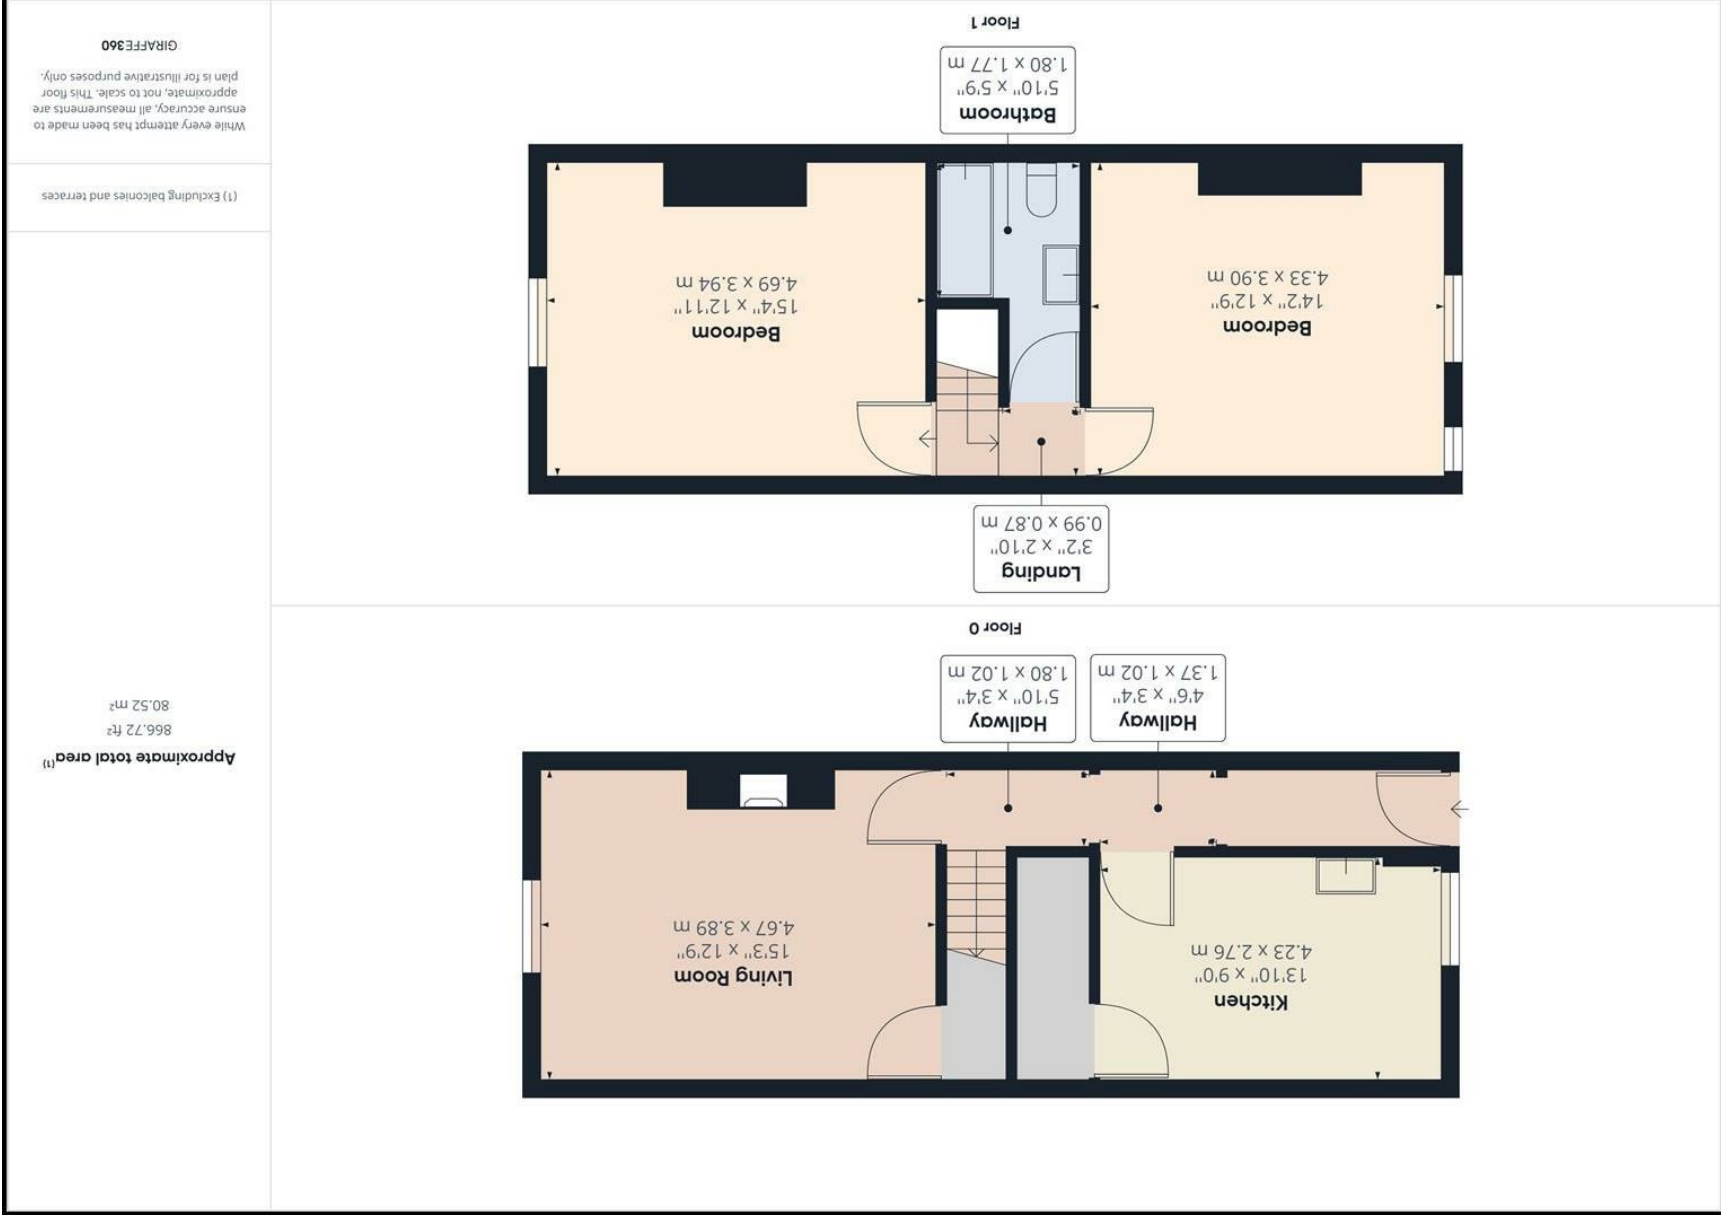 Kitchen
13'10" x 9'0"
4.23 x 2.76 m
Living Room
15'3" x 12'9"
4.67 x 3.89 m
Hallway
4'6" x 3'4"
1.37 x 1.02 m
Hallway
5'10" x 3'4"
1.80 x 1.02 m
Floor 0
Landing
3'2" x 2'10"
0.99 x 0.87 m
Bedroom
14'2" x 12'9"
4.33 x 3.90 m
Bedroom
15'4" x 12'11"
4.69 x 3.94 m
Bathroom
5'10" x 5'9"
1.80 x 1.77 m
Floor 1
Approximate total area(1)
866.72 ft²
80.52 m²
(1) Excluding balconies and terraces
While every attempt has been made to
ensure accuracy, all measurements are
approximate, not to scale. This floor
plan is for illustrative purposes only.
GIRAFFE360